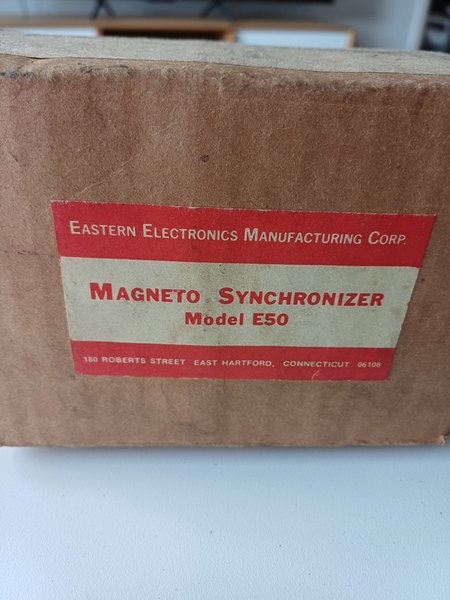 EASTERN ELECTRONICS MANUFACTURING CORP.
MAGNETO SYNCHRONIZER
Model E50
180 ROBERTS STREET EAST HARTFORD, CONNECTICUT 06108